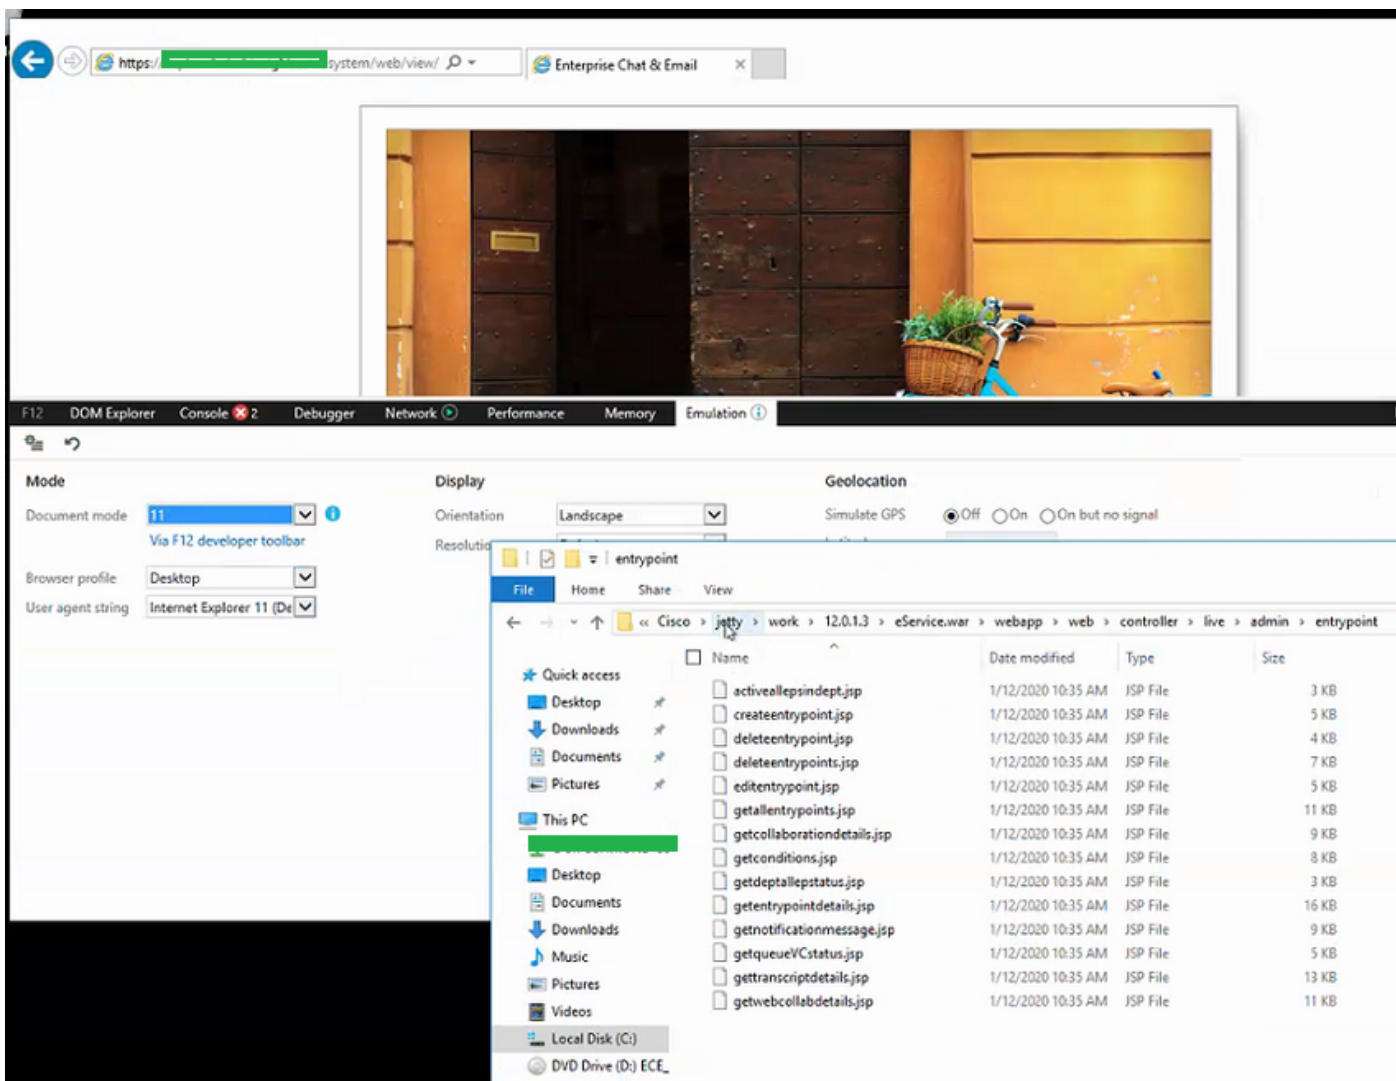 https:/ system/web/view/
Enterprise Chat & Email
F12 DOM Explorer Console 2 Debugger Network Performance Memory Emulation
Mode Display Geolocation
Document mode 11 Orientation Landscape Simulate GPS Off On On but no signal
Via F12 developer toolbar
Browser profile Desktop
User agent string Internet Explorer 11 (De
entrypoint
File Home Share View
« Cisco > jetty > work > 12.0.1.3 > eService.war > webapp > web > controller > live > admin > entrypoint
Name Date modified Type Size
Quick access
Desktop
Downloads
Documents
Pictures
This PC
Desktop
Documents
Downloads
Music
Pictures
Videos
Local Disk (C:)
DVD Drive (D:) ECE_
activeallepsindept.jsp 1/12/2020 10:35 AM JSP File 3 KB
createentrypoint.jsp 1/12/2020 10:35 AM JSP File 5 KB
deleteentrypoint.jsp 1/12/2020 10:35 AM JSP File 4 KB
deleteentrypoints.jsp 1/12/2020 10:35 AM JSP File 7 KB
editentrypoint.jsp 1/12/2020 10:35 AM JSP File 5 KB
getallentrypoints.jsp 1/12/2020 10:35 AM JSP File 11 KB
getcollaborationdetails.jsp 1/12/2020 10:35 AM JSP File 9 KB
getconditions.jsp 1/12/2020 10:35 AM JSP File 8 KB
getdeptallepstatus.jsp 1/12/2020 10:35 AM JSP File 3 KB
getentrypointdetails.jsp 1/12/2020 10:35 AM JSP File 16 KB
getnotificationmessage.jsp 1/12/2020 10:35 AM JSP File 9 KB
getqueueVCstatus.jsp 1/12/2020 10:35 AM JSP File 5 KB
gettranscriptdetails.jsp 1/12/2020 10:35 AM JSP File 13 KB
getwebcollabdetails.jsp 1/12/2020 10:35 AM JSP File 11 KB